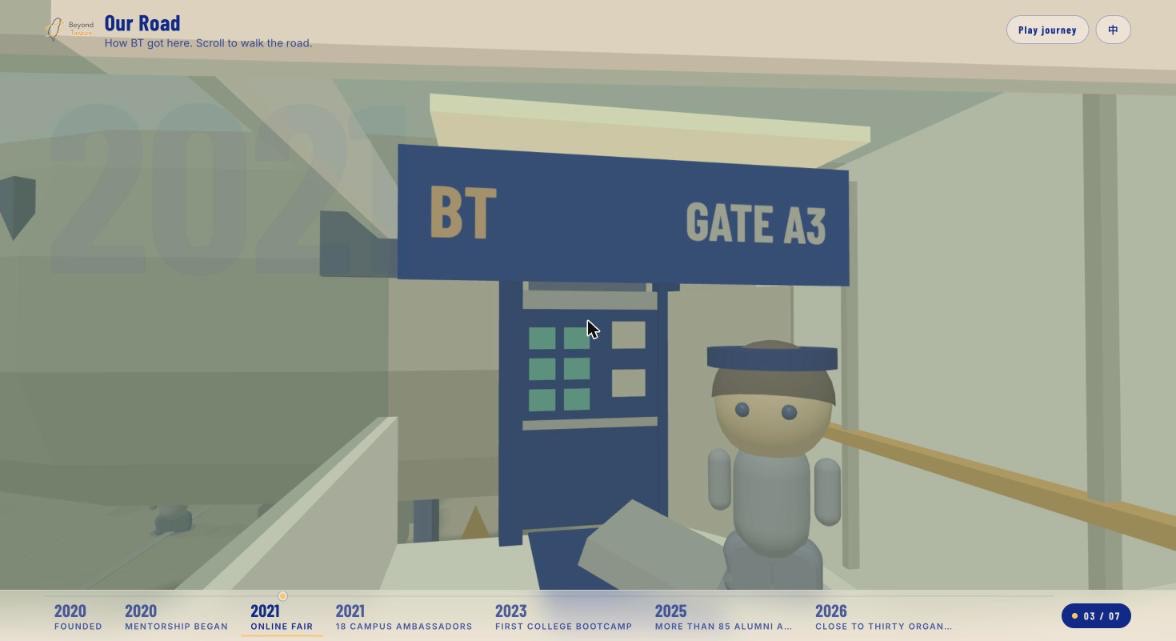 Beyond
Taiwan
Our Road
How BT got here. Scroll to walk the road.
Play journey
中
2021
BT
GATE A3
2020
FOUNDED
2020
MENTORSHIP BEGAN
2021
ONLINE FAIR
2021
18 CAMPUS AMBASSADORS
2023
FIRST COLLEGE BOOTCAMP
2025
MORE THAN 85 ALUMNI A...
2026
CLOSE TO THIRTY ORGAN...
03 / 07